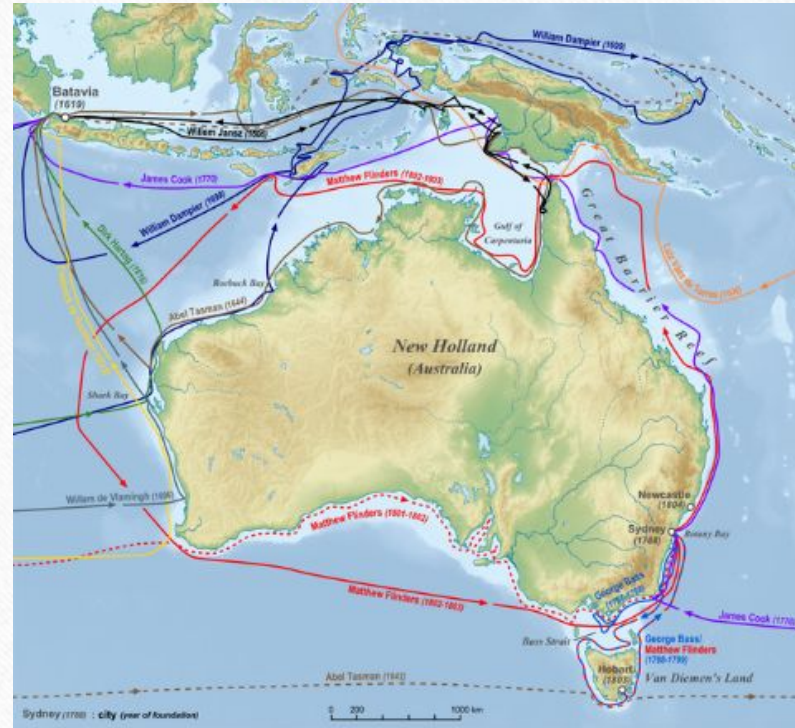 William Dampier (1699)
Batavia
(1619)
Willem Jansz (1606)
James Cook (1770)
Matthew Flinders (1802-1803)
William Dampier (1699)
Gulf of
Carpentaria
Great Barrier Reef
Dirk Hartog (1616)
Roebuck Bay
Abel Tasman (1644)
New Holland
(Australia)
Shark Bay
Willem de Vlamingh (1696)
Newcastle
(1804)
Sydney
(1788)
Botany Bay
Matthew Flinders (1801-1802)
Matthew Flinders (1802-1803)
George Bass
James Cook (1770)
Bass Strait
George Bass/
Matthew Flinders
(1798-1799)
Hobart
(1803)
Van Diemen's Land
Abel Tasman (1642)
Sydney (1788) : city (year of foundation)
0 200 1000 km